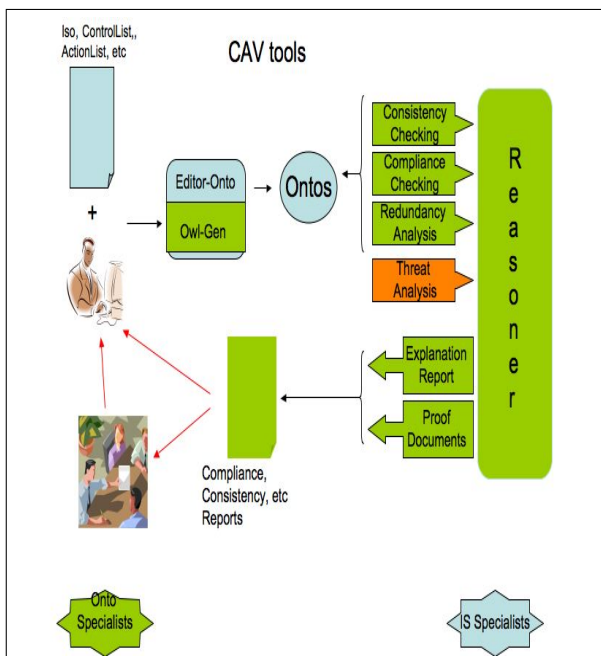 Iso, ControlList,,
ActionList, etc
CAV tools
Consistency
Checking
Compliance
Checking
Redundancy
Analysis
Threat
Analysis
Reasoner
Editor-Onto
Owl-Gen
Ontos
+
Explanation
Report
Proof
Documents
Compliance,
Consistency, etc
Reports
Onto
Specialists
IS Specialists